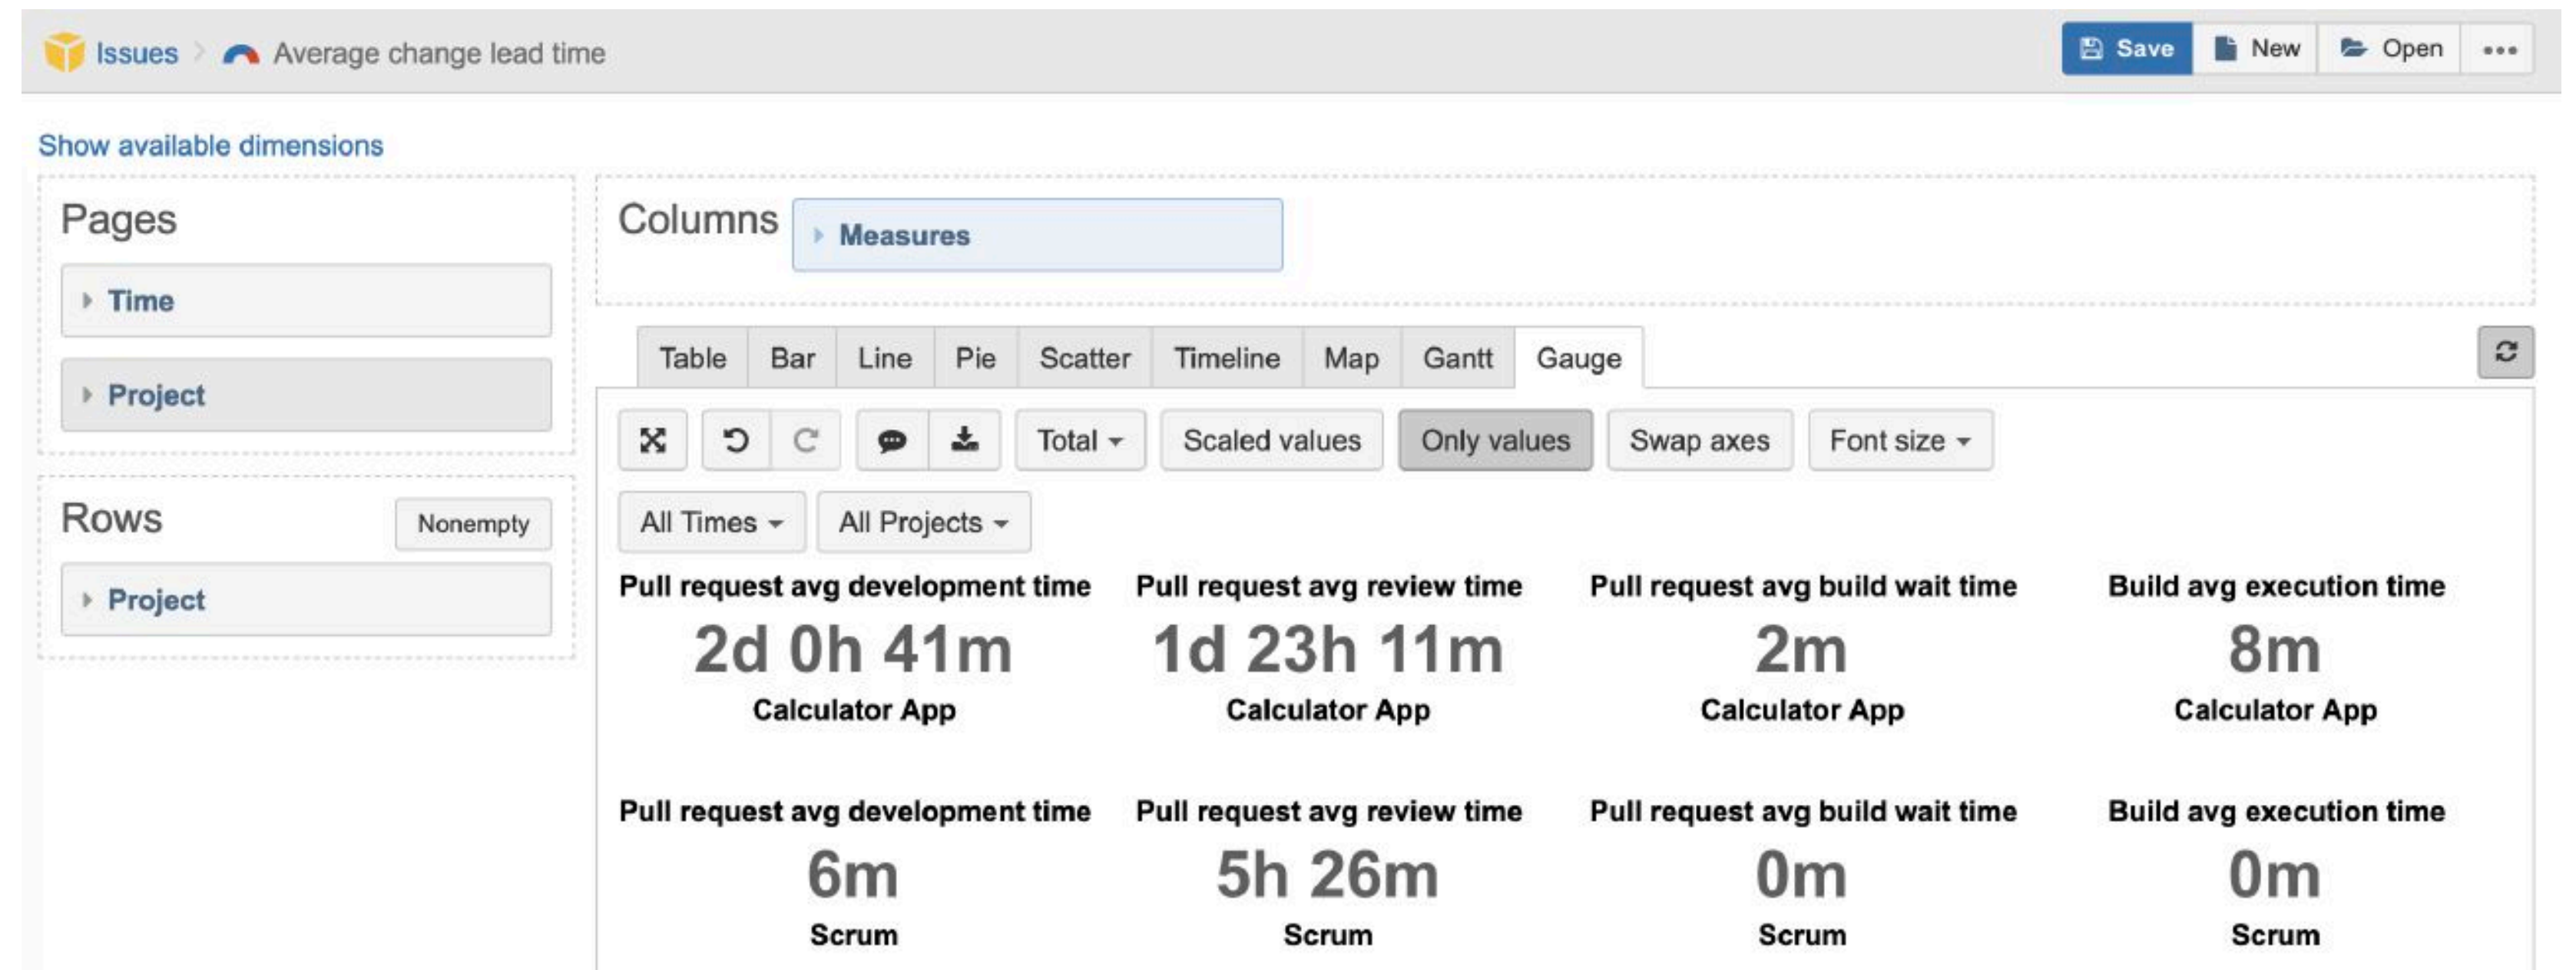 Issues > Average change lead time
Save New Open •••
Show available dimensions
Pages
Time
Project
Rows Nonempty
Project
Columns Measures
Table Bar Line Pie Scatter Timeline Map Gantt Gauge
Total Scaled values Only values Swap axes Font size
All Times All Projects
Pull request avg development time Pull request avg review time Pull request avg build wait time Build avg execution time
2d 0h 41m 1d 23h 11m 2m 8m
Calculator App Calculator App Calculator App Calculator App
Pull request avg development time Pull request avg review time Pull request avg build wait time Build avg execution time
6m 5h 26m 0m 0m
Scrum Scrum Scrum Scrum